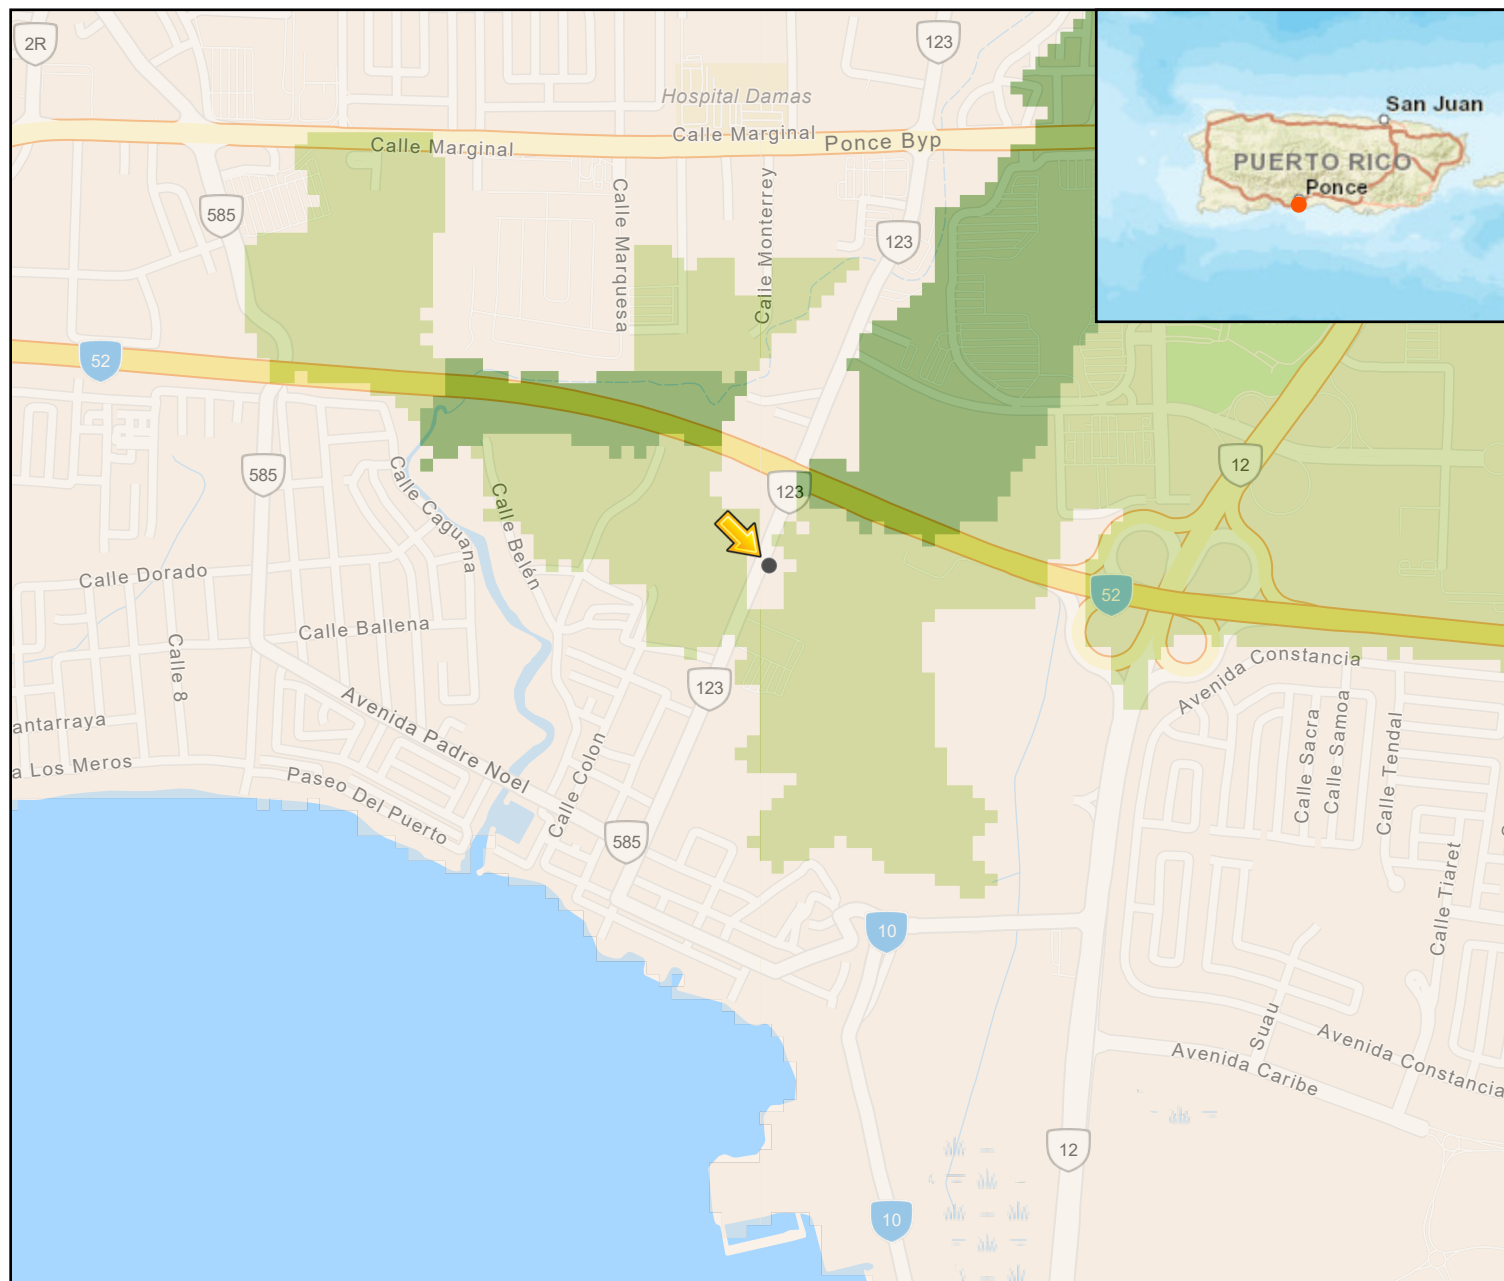 2R
123
Hospital Damas
Calle Marginal
Calle Marginal
Ponce Byp
San Juan
PUERTO RICO
Ponce
585
Calle Marquesa
Calle Monterrey
123
52
585
Calle Caguana
Calle Belén
123
12
52
Calle Dorado
Calle Ballena
Calle 8
123
Avenida Constancia
antarraya
a Los Meros
Avenida Padre Noel
Paseo Del Puerto
Calle Colon
585
Calle Sacra
Calle Samoa
Calle Tendal
Calle Tiaret
10
Suau
Avenida Caribe
Avenida Constancia
12
10